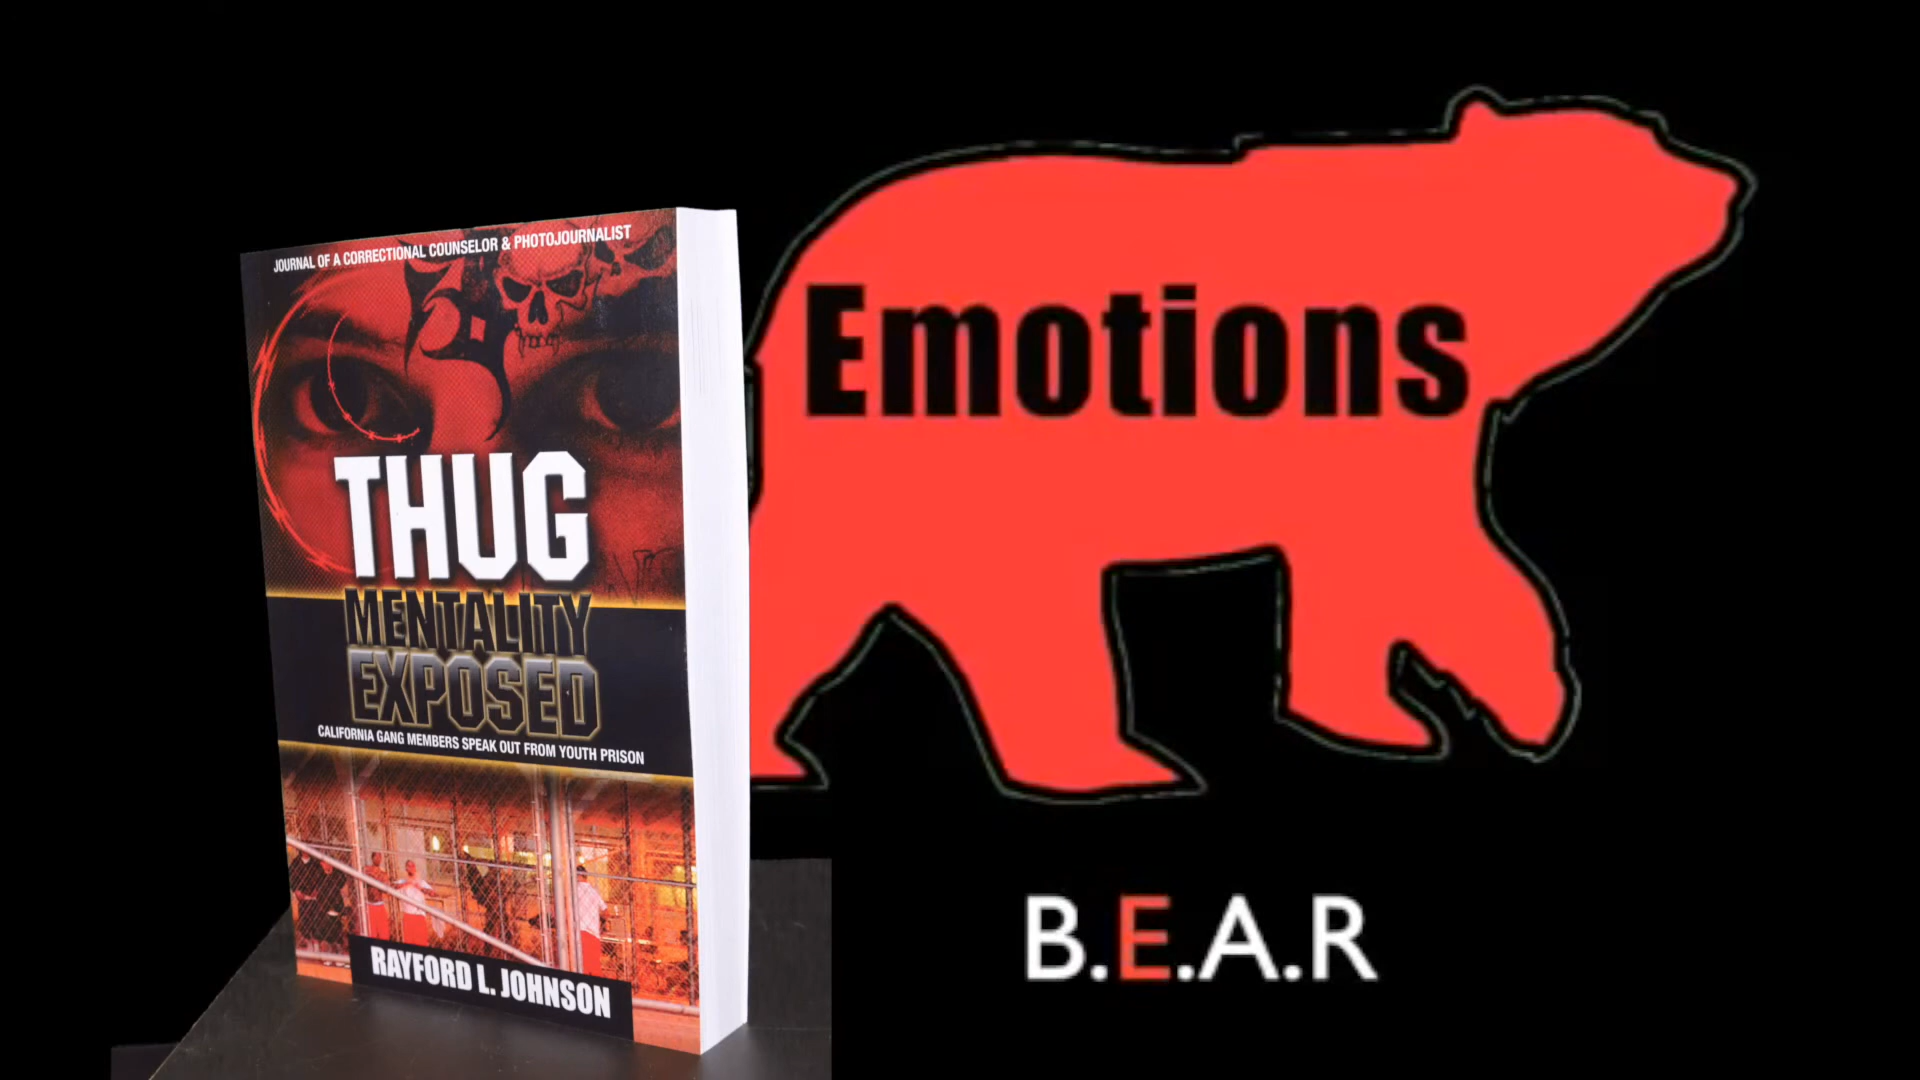 JOURNAL OF A CORRECTIONAL COUNSELOR & PHOTOJOURNALIST
THUG
MENTALITY
EXPOSED
CALIFORNIA GANG MEMBERS SPEAK OUT FROM YOUTH PRISON
RAYFORD L. JOHNSON
Emotions
B.E.A.R